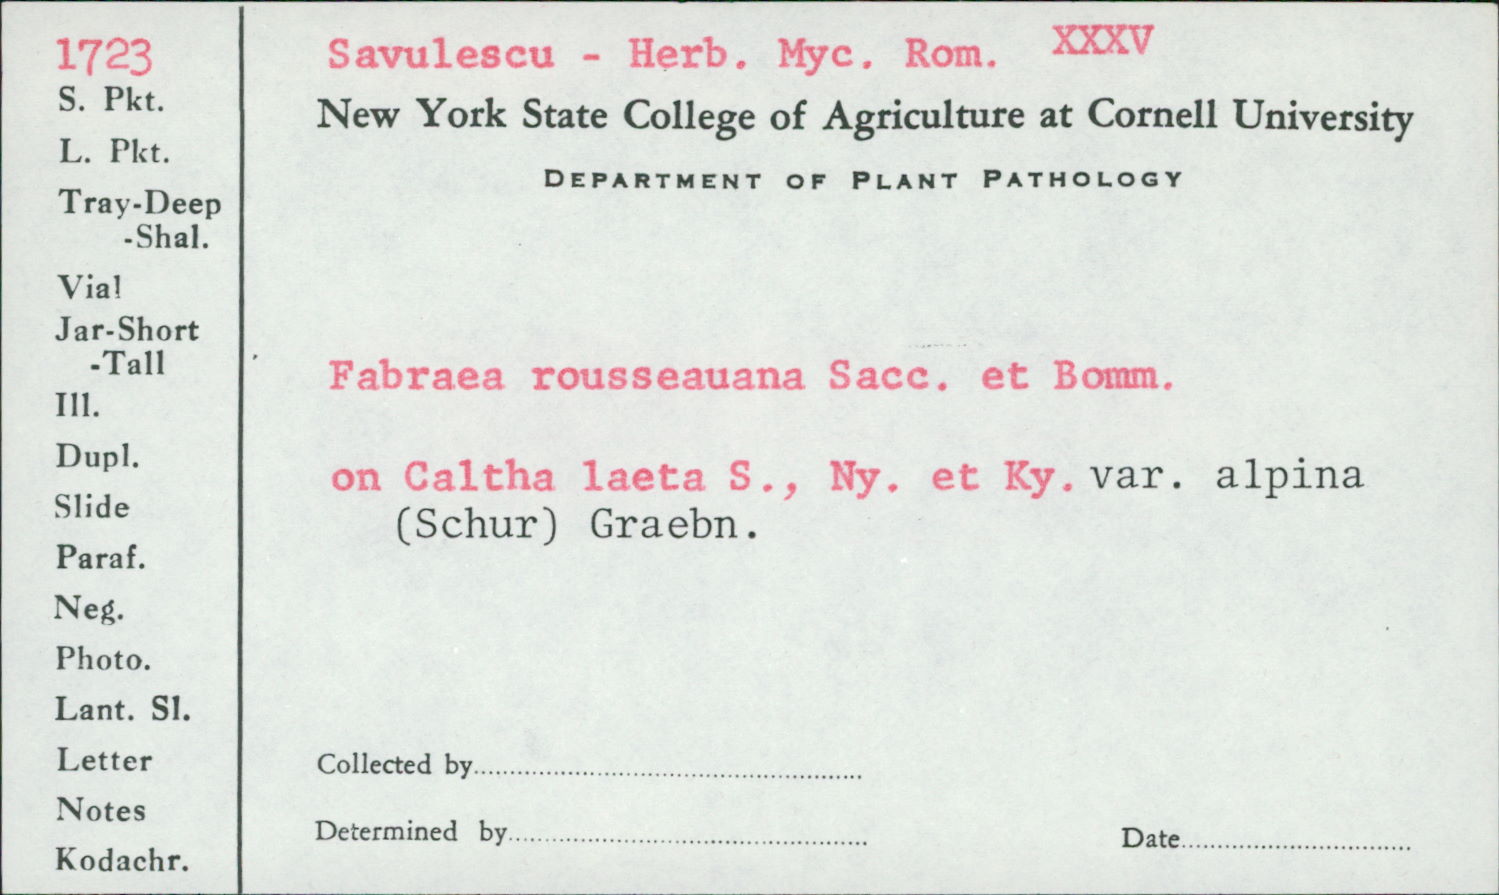 1723
S. Pkt.
L. Pkt.
Tray-Deep
-Shal.
Vial
Jar-Short
-Tall
Ill.
Dupl.
Slide
Paraf.
Neg.
Photo.
Lant. Sl.
Letter
Notes
Kodachr.
Savulescu - Herb. Myc. Rom. XXXV
New York State College of Agriculture at Cornell University
DEPARTMENT OF PLANT PATHOLOGY
Fabraea rousseauana Sacc. et Bomm.
on Caltha laeta S., Ny. et Ky. var. alpina
(Schur) Graebn.
Collected by
Determined by
Date